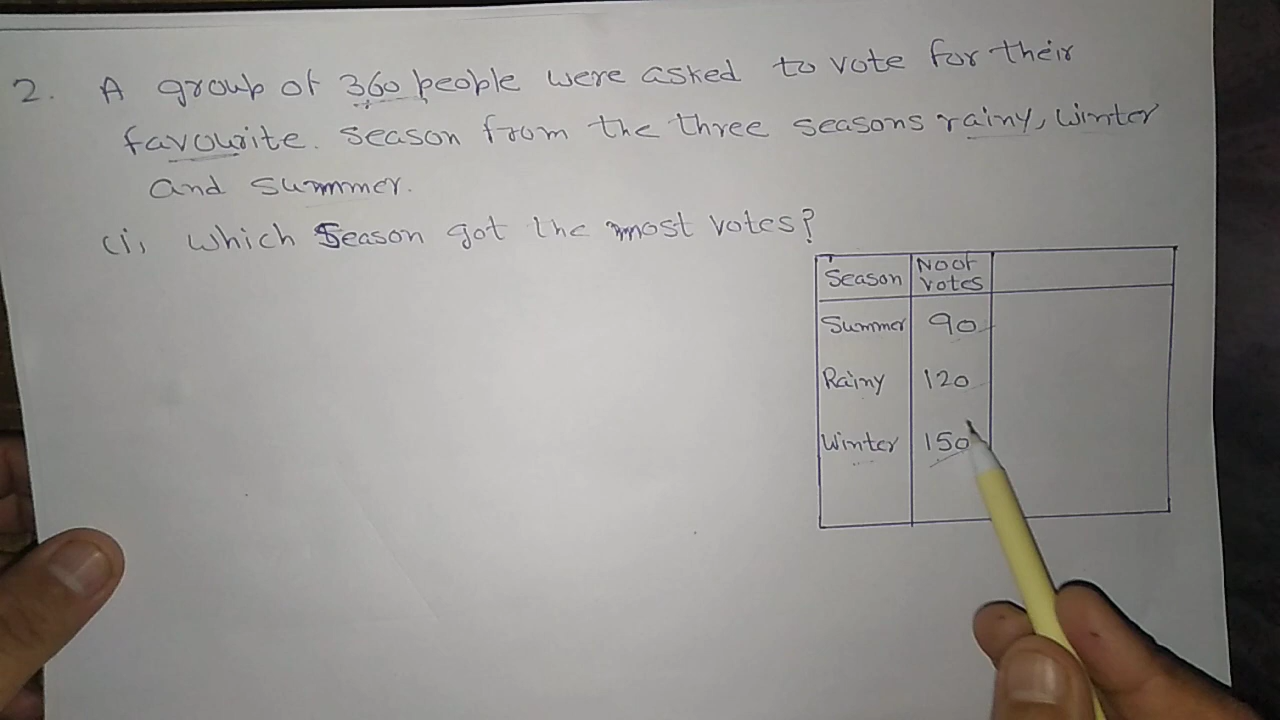 2. A group of 360 people were asked to vote for their
favourite. season from the three seasons rainy, winter
and summer.
(i, which season got the most votes?
Season No of votes
Summer 90
Rainy 120
Winter 150